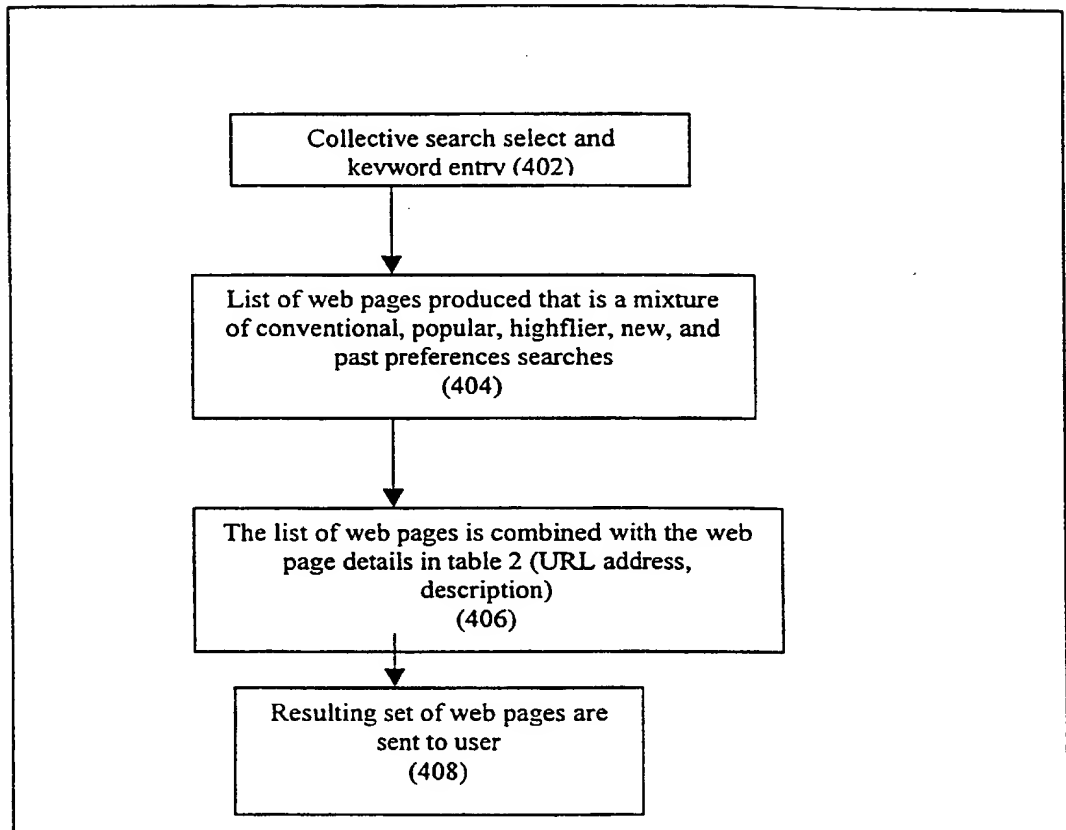 Collective search select and
keyword entry (402)
List of web pages produced that is a mixture
of conventional, popular, highflier, new, and
past preferences searches
(404)
The list of web pages is combined with the web
page details in table 2 (URL address,
description)
(406)
Resulting set of web pages are
sent to user
(408)